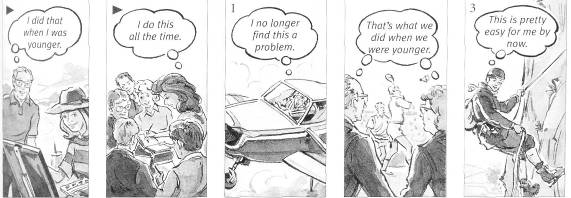 I did that
when I was
younger.
I do this
all the time.
1
I no longer
find this a
problem.
That's what we
did when we
were younger.
3
This is pretty
easy for me by
now.